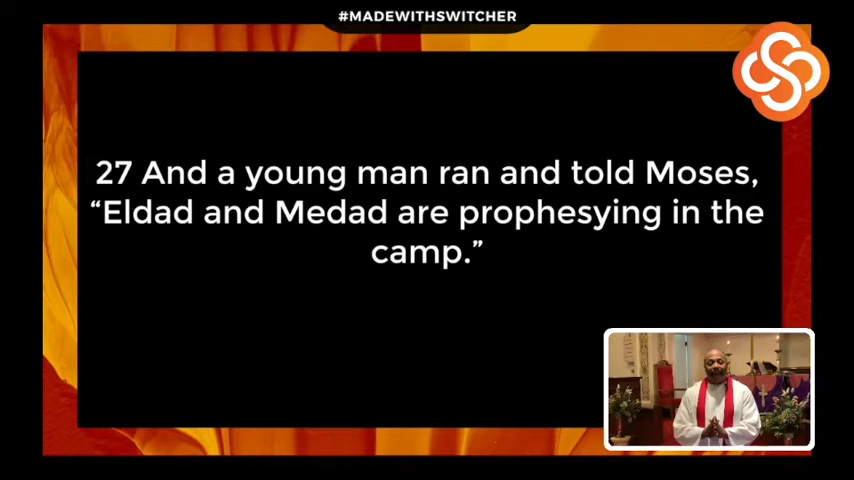 #MADEWITHSWITCHER
27 And a young man ran and told Moses,
“Eldad and Medad are prophesying in the
camp.”